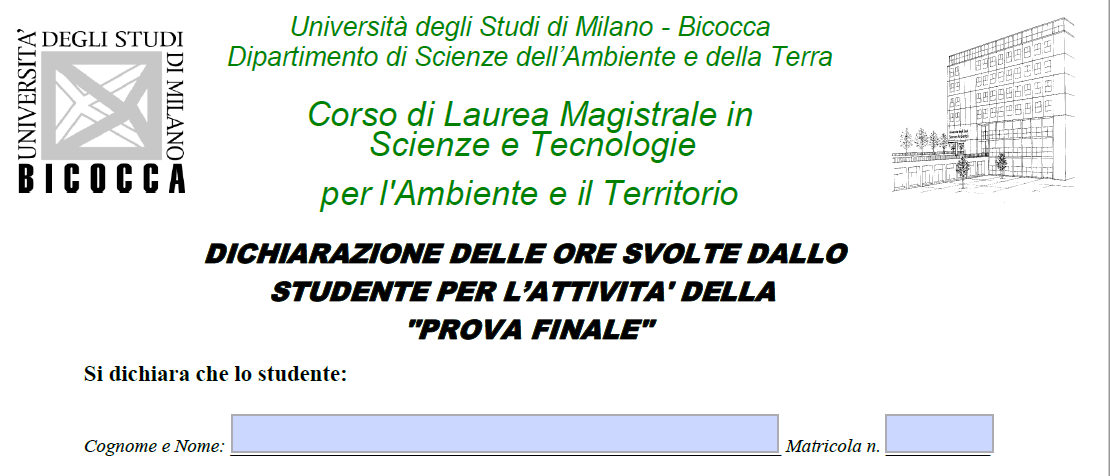 UNIVERSITA' DEGLI STUDI DI MILANO
BICOCCA
Università degli Studi di Milano - Bicocca
Dipartimento di Scienze dell’Ambiente e della Terra
Corso di Laurea Magistrale in
Scienze e Tecnologie
per l'Ambiente e il Territorio
DICHIARAZIONE DELLE ORE SVOLTE DALLO
STUDENTE PER L’ATTIVITA' DELLA
"PROVA FINALE"
Si dichiara che lo studente:
Cognome e Nome: Matricola n.